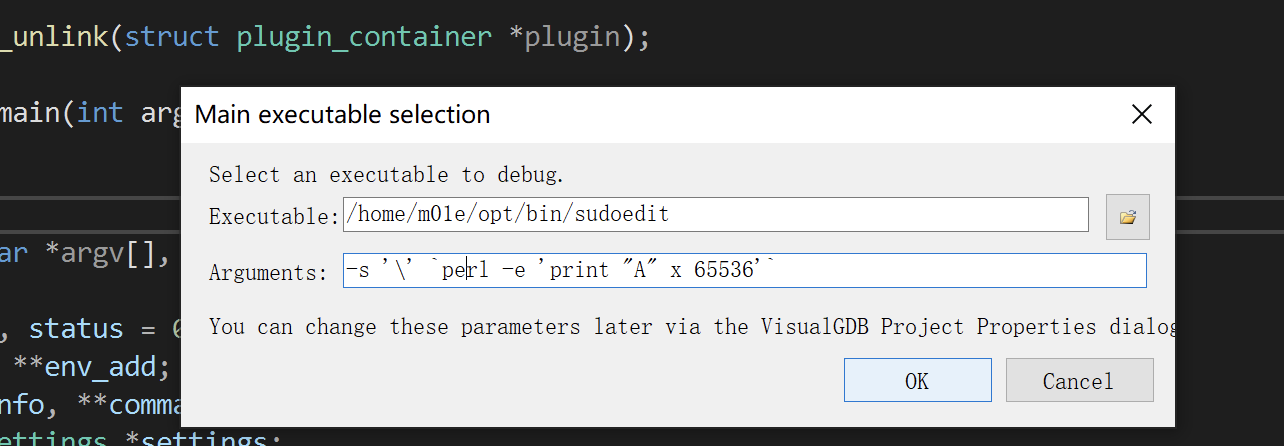 _unlink(struct plugin_container *plugin);
main(int arg
Main executable selection
Select an executable to debug.
Executable: /home/m01e/opt/bin/sudoedit
ar *argv[],
Arguments: -s '\' `perl -e 'print "A" x 65536'`
, status = 0
You can change these parameters later via the VisualGDB Project Properties dialog
**env_add;
OK Cancel
nfo, **comma
ettings *settings;